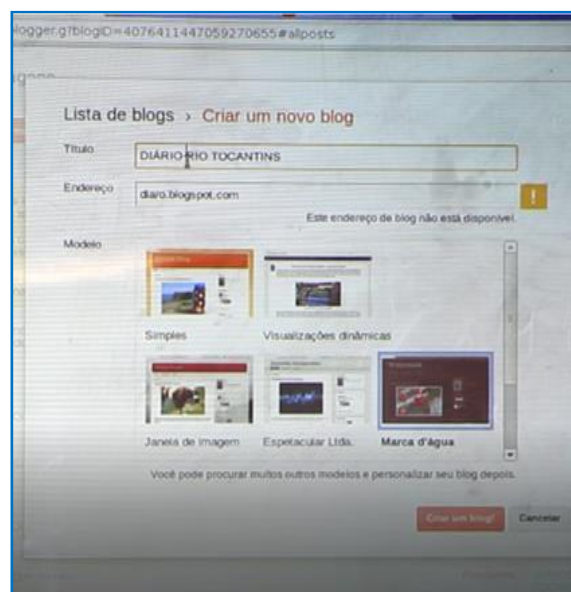 logger.g?blogID=4076411447059270655#allposts
Lista de blogs › Criar um novo blog
Título
DIÁRIO RIO TOCANTINS
Endereço
diaro.blogspot.com
!
Este endereço de blog não está disponível.
Modelo
Simples
Visualizações dinâmicas
Janela de imagem
Espetacular Ltda.
Marca d'água
Você pode procurar muitos outros modelos e personalizar seu blog depois.
Criar um blog!
Cancelar